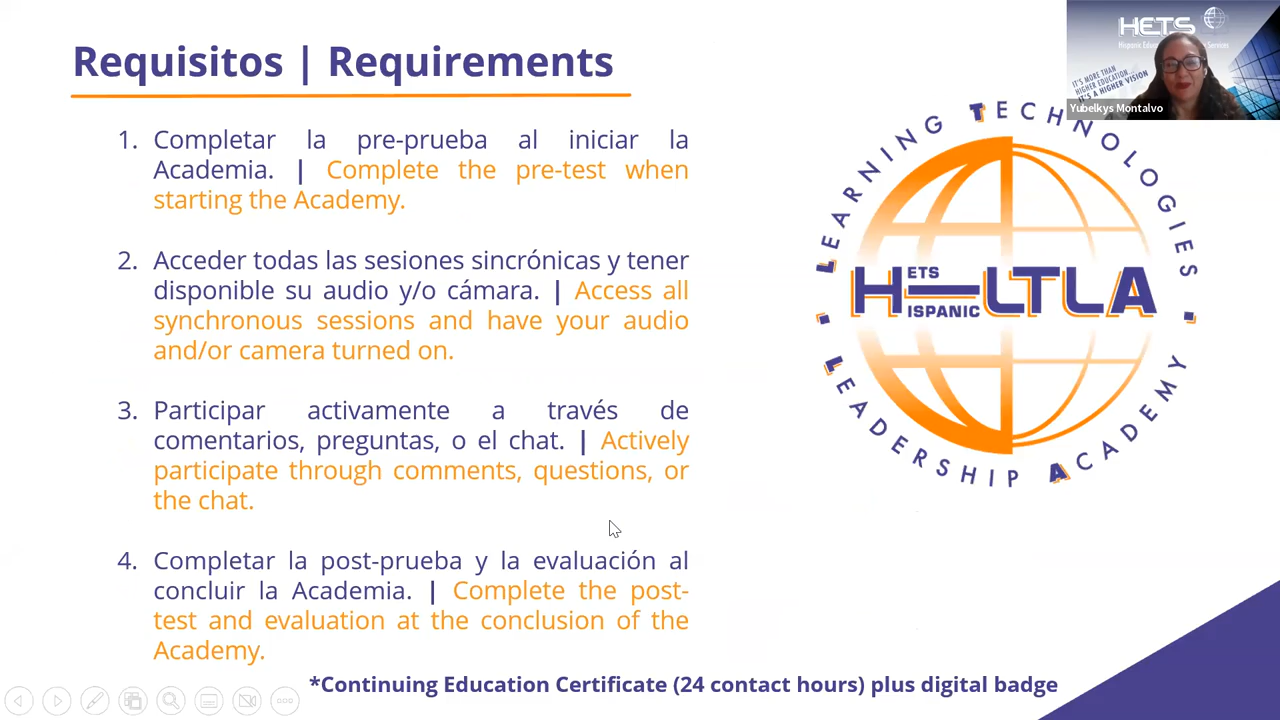 Requisitos | Requirements
1. Completar la pre-prueba al iniciar la
Academia. | Complete the pre-test when
starting the Academy.
2. Acceder todas las sesiones sincrónicas y tener
disponible su audio y/o cámara. | Access all
synchronous sessions and have your audio
and/or camera turned on.
3. Participar activamente a través de
comentarios, preguntas, o el chat. | Actively
participate through comments, questions, or
the chat.
4. Completar la post-prueba y la evaluación al
concluir la Academia. | Complete the post-
test and evaluation at the conclusion of the
Academy.
*Continuing Education Certificate (24 contact hours) plus digital badge
HETS
Hispanic Educ
Services
IT'S MORE THAN
HIGHER EDUCATION...
IT'S A HIGHER VISION
Yubelkys Montalvo
LEARNING TECHNOLOGIES
HETS
HISPANIC
LTLA
LEADERSHIP ACADEMY